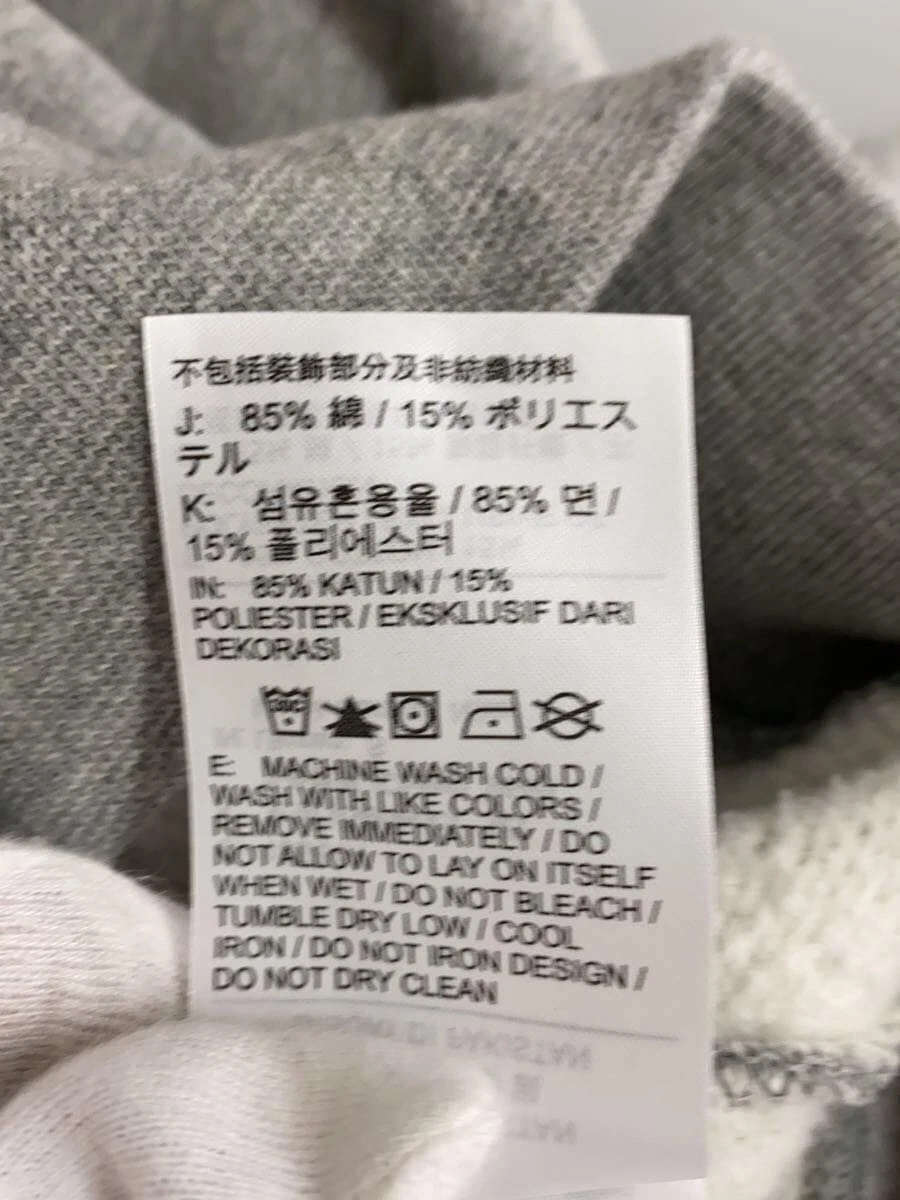 不包括裝飾部分及非紡織材料
J: 85% 綿 / 15% ポリエス
テル
K: 섬유혼용율 / 85% 면 /
15% 폴리에스터
IN: 85% KATUN / 15%
POLIESTER / EKSKLUSIF DARI
DEKORASI
30C
E: MACHINE WASH COLD /
WASH WITH LIKE COLORS /
REMOVE IMMEDIATELY / DO
NOT ALLOW TO LAY ON ITSELF
WHEN WET / DO NOT BLEACH /
TUMBLE DRY LOW / COOL
IRON / DO NOT IRON DESIGN /
DO NOT DRY CLEAN